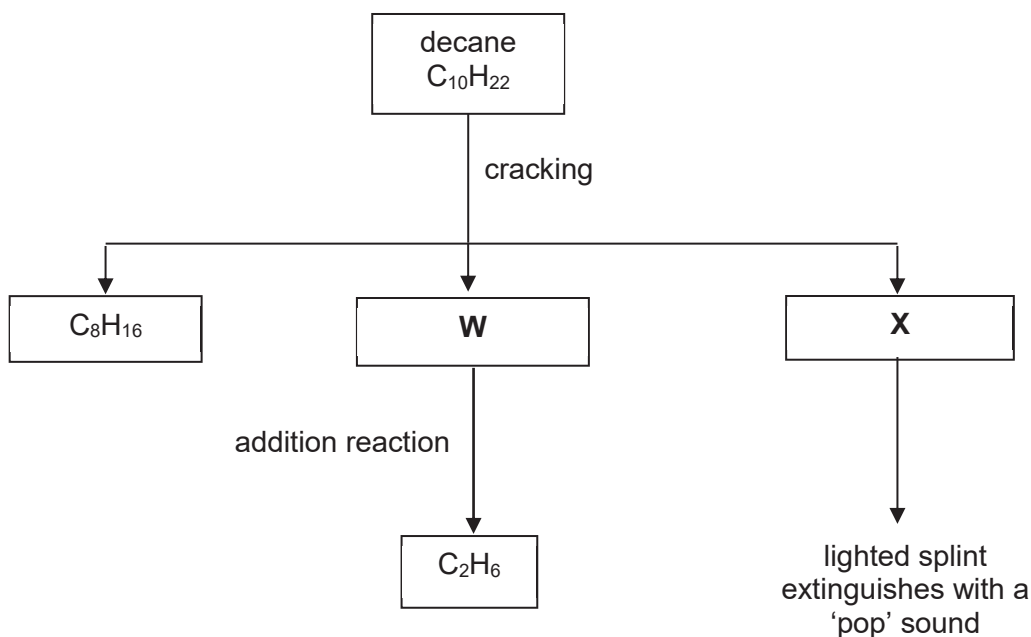 decane
C₁₀H₂₂
cracking
C₈H₁₆
W
X
addition reaction
C₂H₆
lighted splint
extinguishes with a
‘pop’ sound